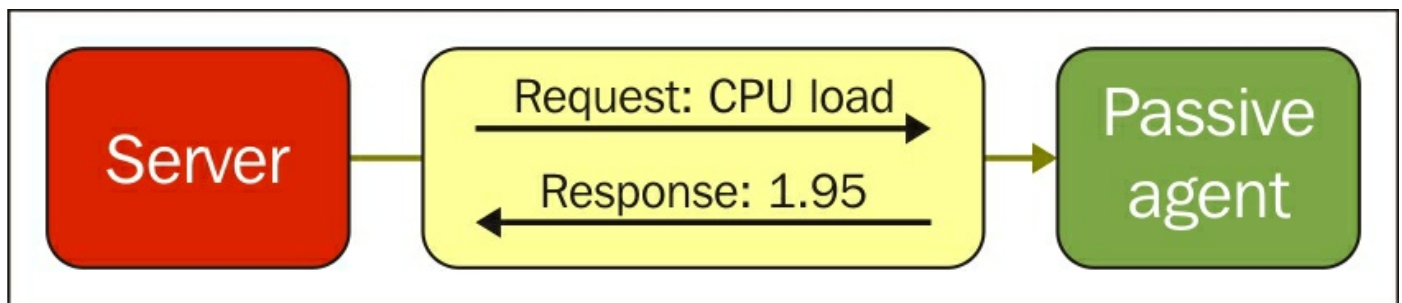 Server
Request: CPU load
Response: 1.95
Passive
agent